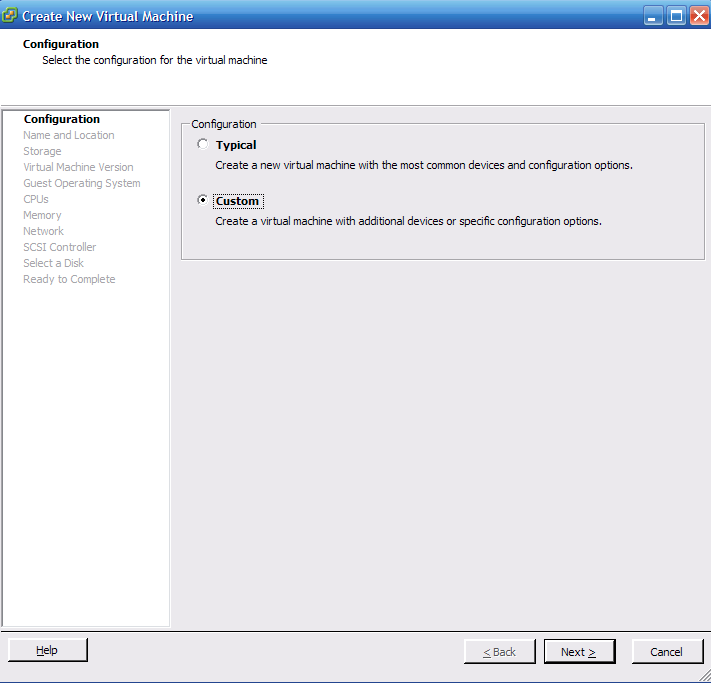 Create New Virtual Machine
Configuration
Select the configuration for the virtual machine
Configuration
Name and Location
Storage
Virtual Machine Version
Guest Operating System
CPUs
Memory
Network
SCSI Controller
Select a Disk
Ready to Complete
Configuration
Typical
Create a new virtual machine with the most common devices and configuration options.
Custom
Create a virtual machine with additional devices or specific configuration options.
Help
< Back
Next >
Cancel